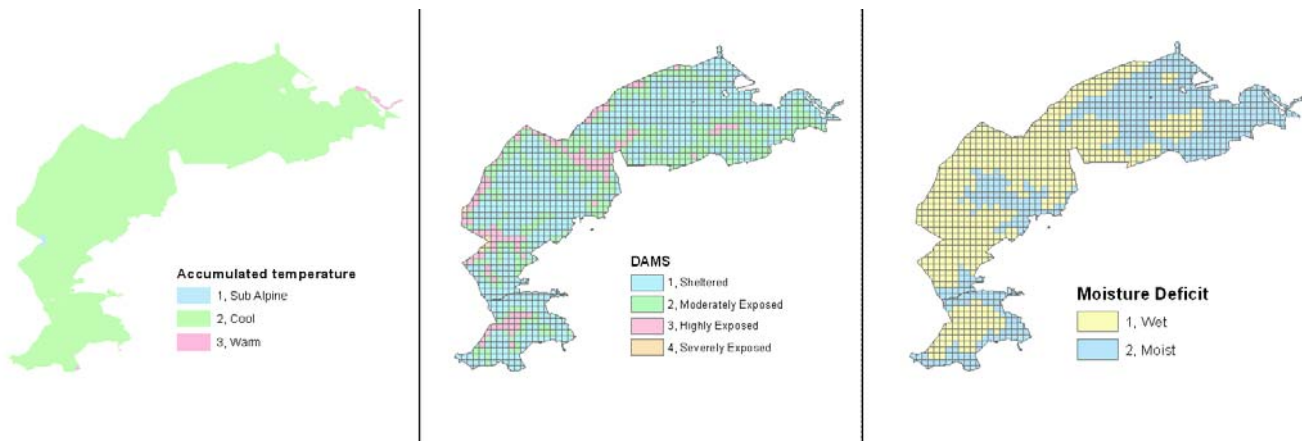 Accumulated temperature
1, Sub Alpine
2, Cool
3, Warm
DAMS
1, Sheltered
2, Moderately Exposed
3, Highly Exposed
4, Severely Exposed
Moisture Deficit
1, Wet
2, Moist